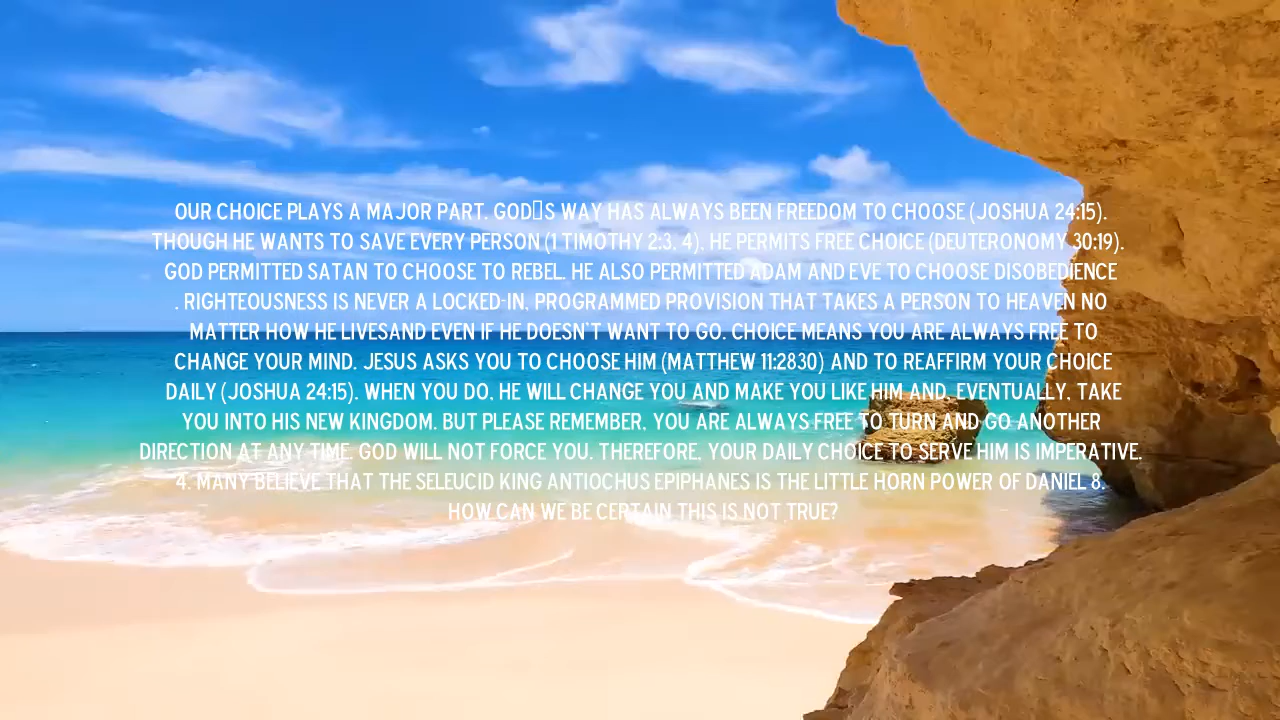 OUR CHOICE PLAYS A MAJOR PART. GOD▯S WAY HAS ALWAYS BEEN FREEDOM TO CHOOSE (JOSHUA 24:15).
THOUGH HE WANTS TO SAVE EVERY PERSON (1 TIMOTHY 2:3, 4), HE PERMITS FREE CHOICE (DEUTERONOMY 30:19).
GOD PERMITTED SATAN TO CHOOSE TO REBEL. HE ALSO PERMITTED ADAM AND EVE TO CHOOSE DISOBEDIENCE
. RIGHTEOUSNESS IS NEVER A LOCKED-IN, PROGRAMMED PROVISION THAT TAKES A PERSON TO HEAVEN NO
MATTER HOW HE LIVESAND EVEN IF HE DOESN'T WANT TO GO. CHOICE MEANS YOU ARE ALWAYS FREE TO
CHANGE YOUR MIND. JESUS ASKS YOU TO CHOOSE HIM (MATTHEW 11:2830) AND TO REAFFIRM YOUR CHOICE
DAILY (JOSHUA 24:15). WHEN YOU DO, HE WILL CHANGE YOU AND MAKE YOU LIKE HIM AND, EVENTUALLY, TAKE
YOU INTO HIS NEW KINGDOM. BUT PLEASE REMEMBER, YOU ARE ALWAYS FREE TO TURN AND GO ANOTHER
DIRECTION AT ANY TIME. GOD WILL NOT FORCE YOU. THEREFORE, YOUR DAILY CHOICE TO SERVE HIM IS IMPERATIVE.
4. MANY BELIEVE THAT THE SELEUCID KING ANTIOCHUS EPIPHANES IS THE LITTLE HORN POWER OF DANIEL 8.
HOW CAN WE BE CERTAIN THIS IS NOT TRUE?